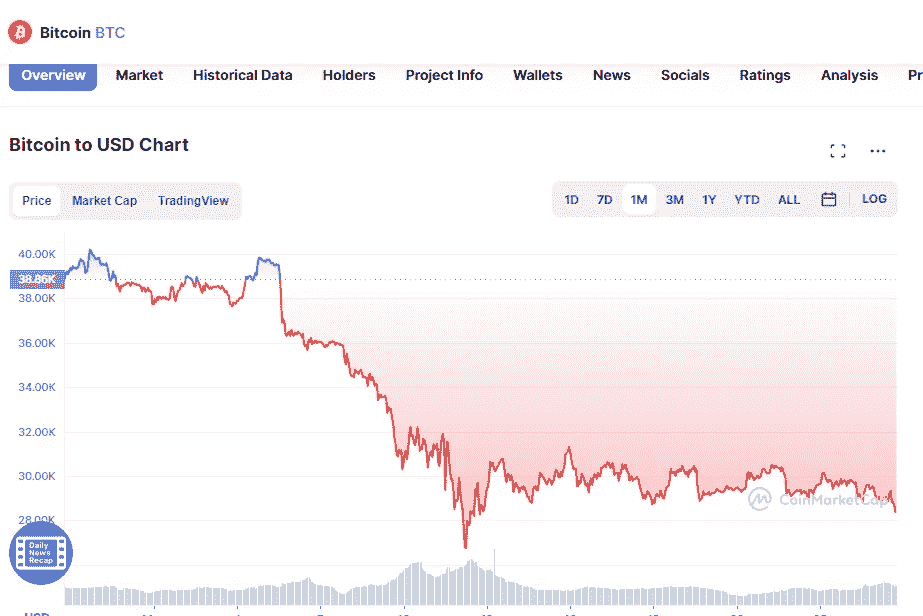 Bitcoin BTC
Overview Market Historical Data Holders Project Info Wallets News Socials Ratings Analysis Pr
Bitcoin to USD Chart
Price Market Cap TradingView 1D 7D 1M 3M 1Y YTD ALL LOG
40.00K
38.00K
36.00K
34.00K
32.00K
30.00K
CoinMarketCap
28.00K
Daily
News
Recap